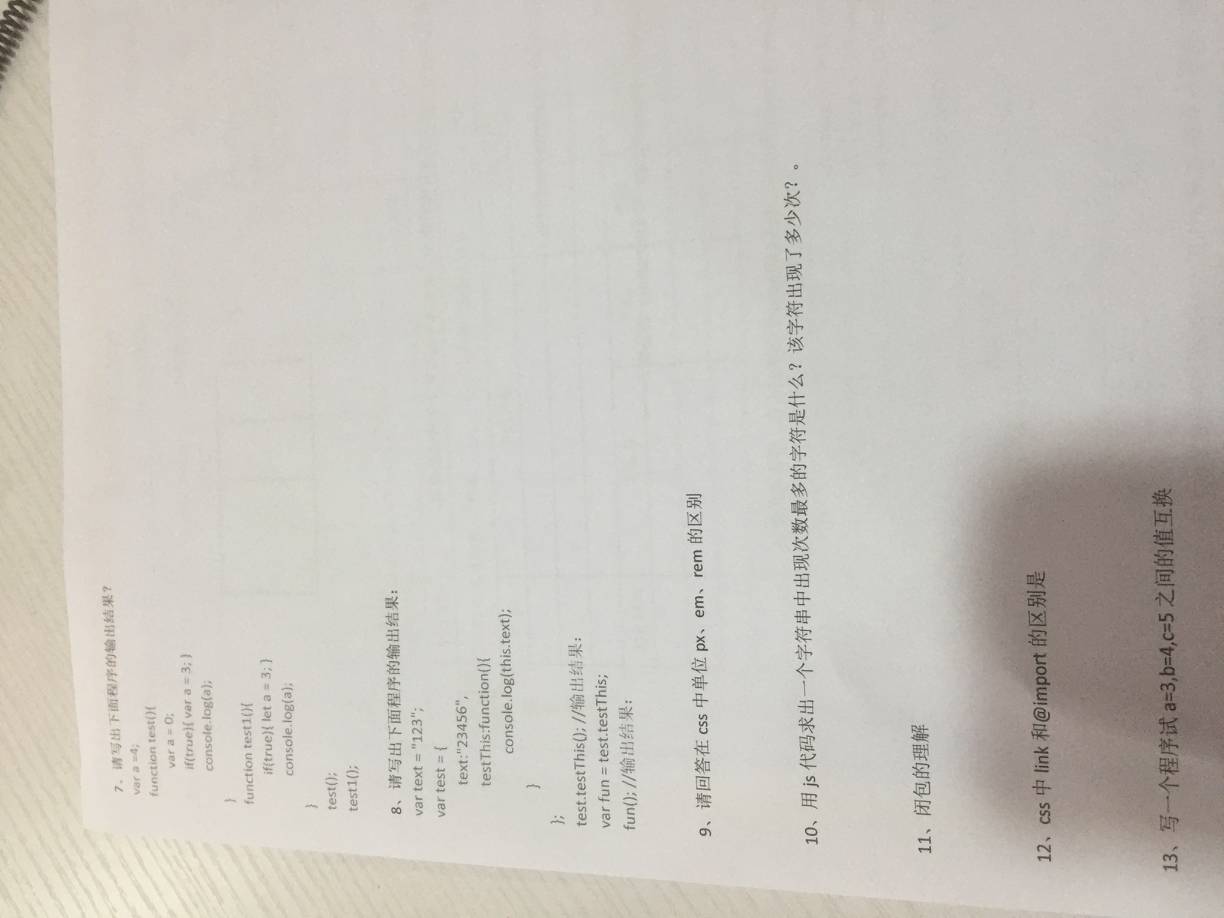 7、请写出下面程序的输出结果?
var a =4;
function test(){
var a = 0;
if(true){ var a = 3; }
console.log(a);
}
function test1(){
if(true){ let a = 3; }
console.log(a);
}
test();
test1();
8、请写出下面程序的输出结果：
var text = "123";
var test = {
text:"23456",
testThis:function(){
console.log(this.text);
}
};
test.testThis(); //输出结果：
var fun = test.testThis;
fun(); //输出结果：
9、请回答在 css 中单位 px、em、rem 的区别
10、用 js 代码求出一个字符串中出现次数最多的字符是什么？该字符出现了多少次？。
11、闭包的理解
12、css 中 link 和@import 的区别是
13、写一个程序试 a=3,b=4,c=5 之间的值互换